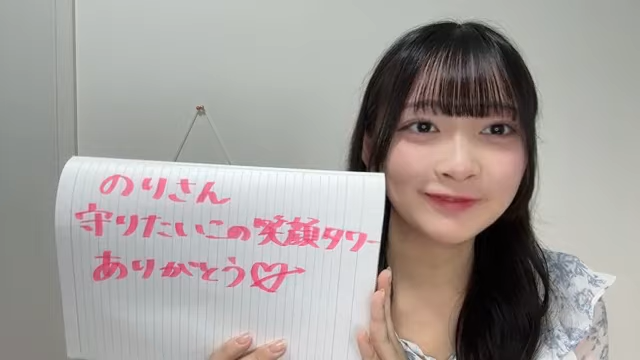 のりさん
守りたいこの笑顔タワー
ありがとう♡